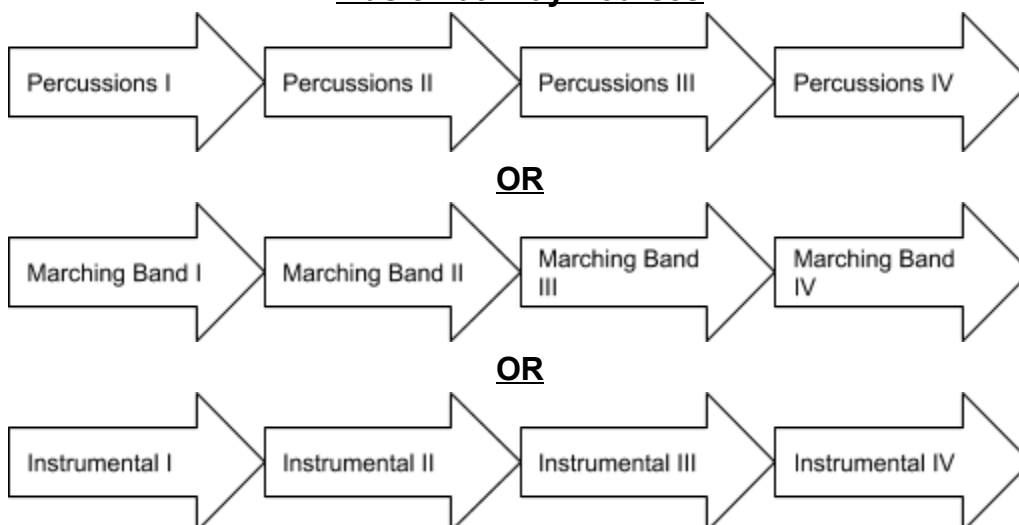 Percussions I
Percussions II
Percussions III
Percussions IV
OR
Marching Band I
Marching Band II
Marching Band
III
Marching Band
IV
OR
Instrumental I
Instrumental II
Instrumental III
Instrumental IV